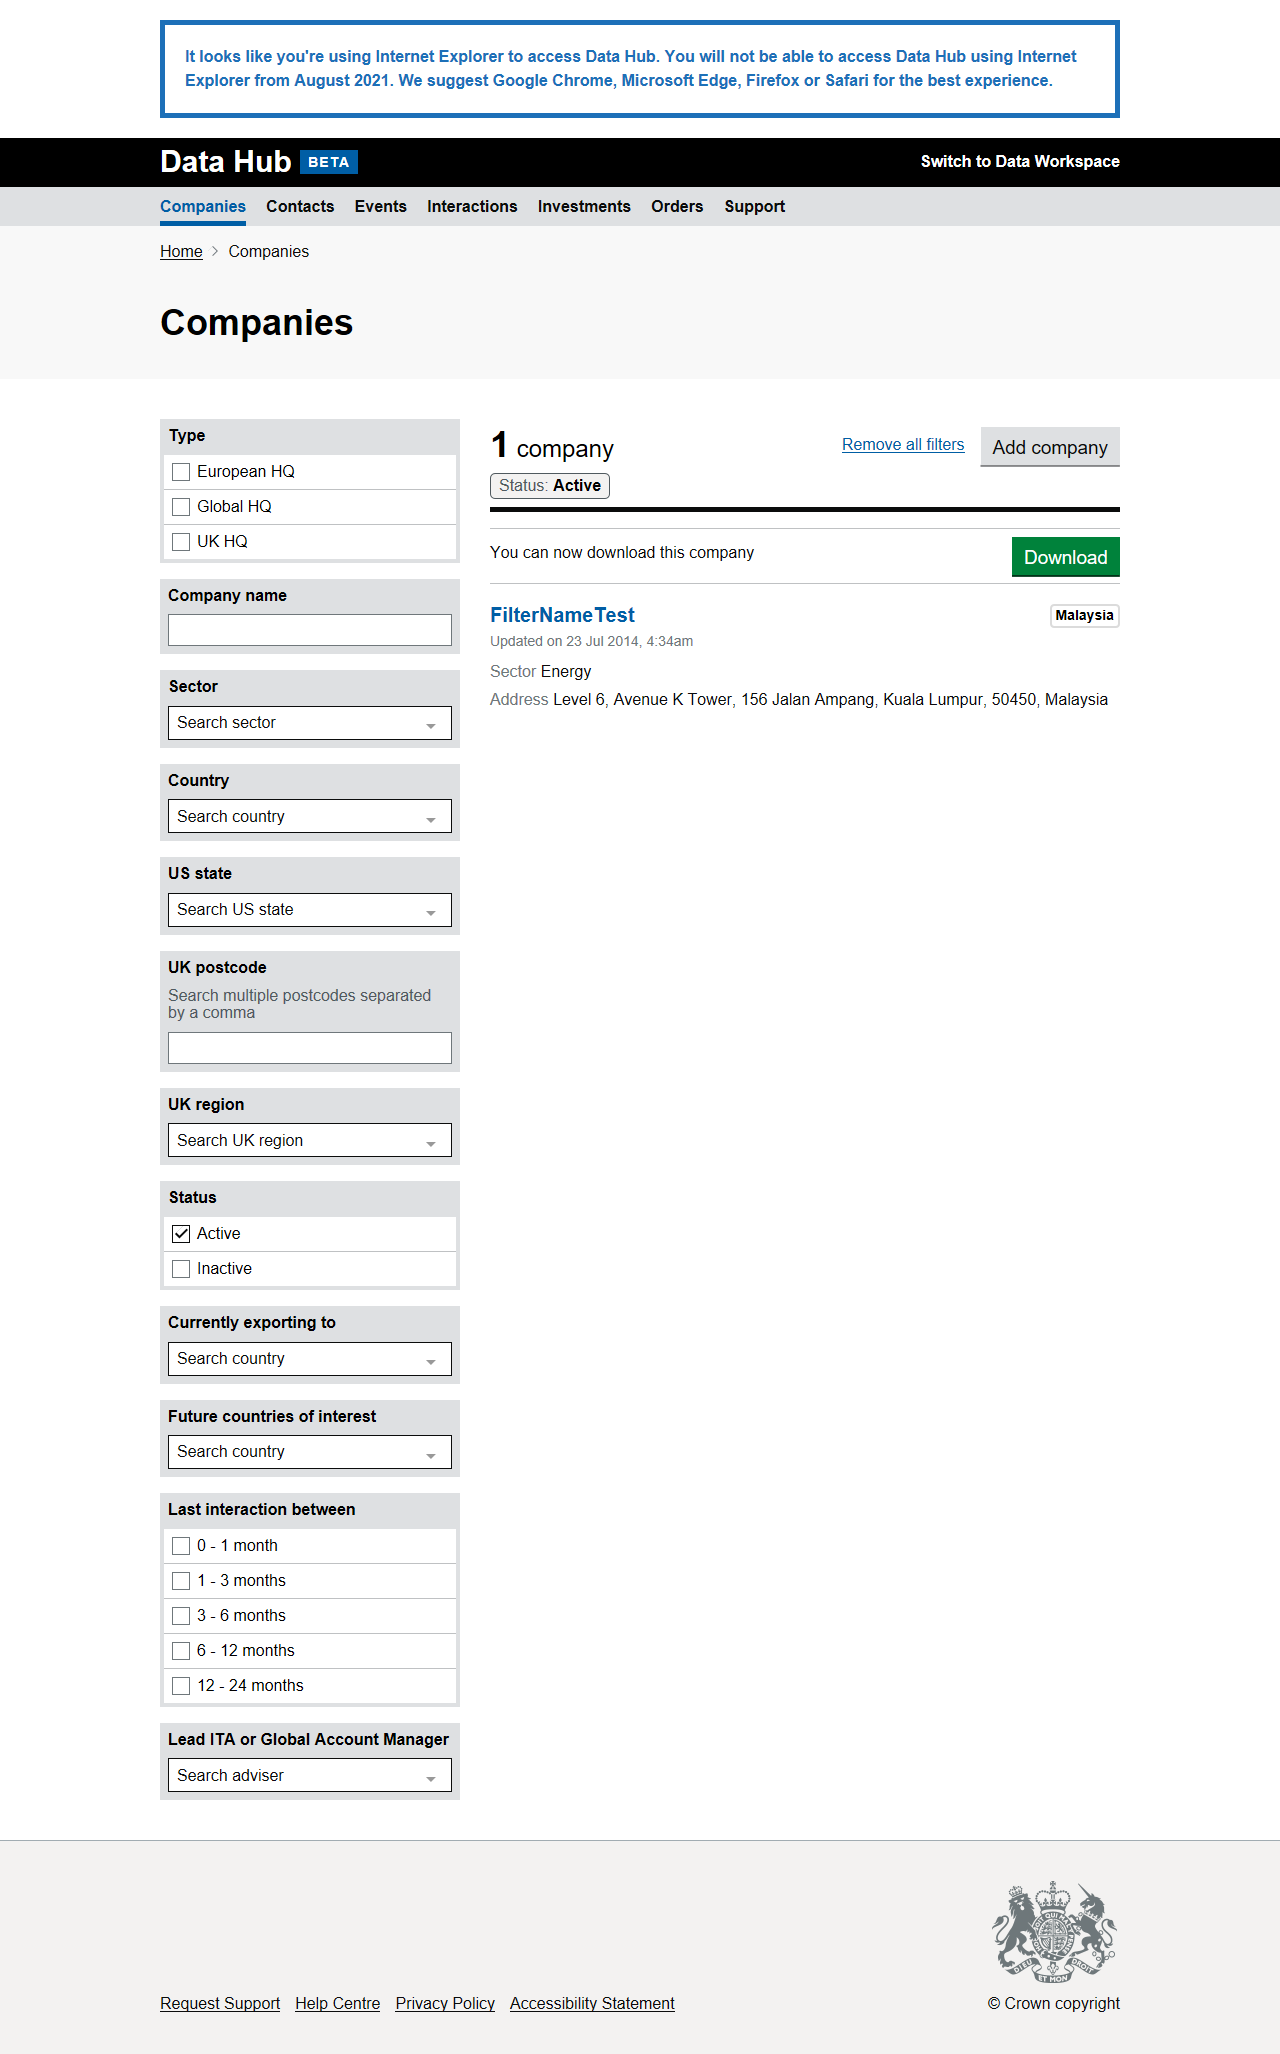 It looks like you're using Internet Explorer to access Data Hub. You will not be able to access Data Hub using Internet
Explorer from August 2021. We suggest Google Chrome, Microsoft Edge, Firefox or Safari for the best experience.
Data Hub BETA
Switch to Data Workspace
Companies Contacts Events Interactions Investments Orders Support
Home Companies
Companies
Type
European HQ
Global HQ
UK HQ
Company name
Sector
Search sector
Country
Search country
US state
Search US state
UK postcode
Search multiple postcodes separated
by a comma
UK region
Search UK region
Status
Active
Inactive
Currently exporting to
Search country
Future countries of interest
Search country
Last interaction between
0 - 1 month
1 - 3 months
3 - 6 months
6 - 12 months
12 - 24 months
Lead ITA or Global Account Manager
Search adviser
1 company
Remove all filters
Add company
Status: Active
You can now download this company
Download
FilterNameTest
Malaysia
Updated on 23 Jul 2014, 4:34am
Sector Energy
Address Level 6, Avenue K Tower, 156 Jalan Ampang, Kuala Lumpur, 50450, Malaysia
DIEU ET MON DROIT
Request Support Help Centre Privacy Policy Accessibility Statement
© Crown copyright